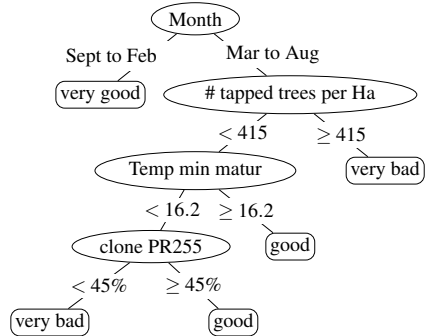 Month
Sept to Feb
Mar to Aug
very good
# tapped trees per Ha
< 415
≥ 415
Temp min matur
very bad
< 16.2
≥ 16.2
clone PR255
good
< 45%
≥ 45%
very bad
good